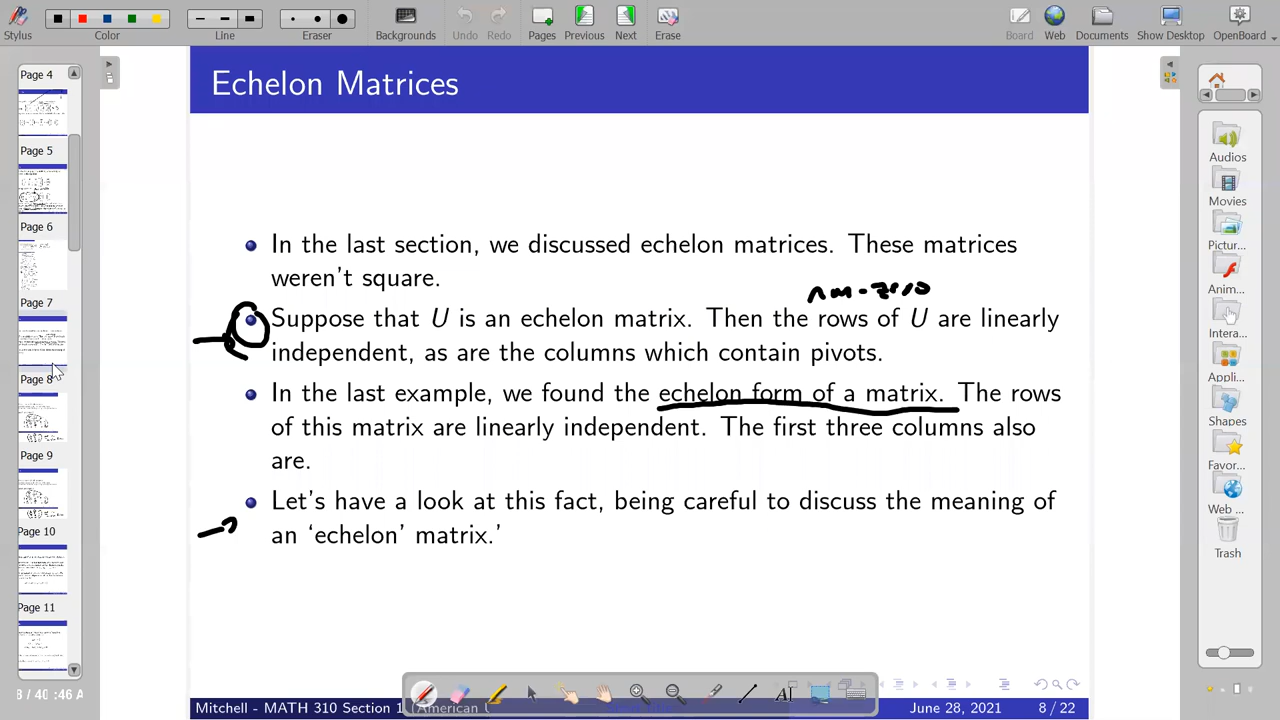 Stylus
Color
Line
Eraser
Backgrounds
Undo
Redo
Pages
Previous
Next
Erase
Board
Web
Documents
Show Desktop
OpenBoard
Page 4
Page 5
Page 6
Page 7
Page 8
Page 9
Page 10
Page 11
8 / 40
:46 A
Echelon Matrices
In the last section, we discussed echelon matrices. These matrices
weren't square.
non-zero
Suppose that U is an echelon matrix. Then the rows of U are linearly
independent, as are the columns which contain pivots.
In the last example, we found the echelon form of a matrix. The rows
of this matrix are linearly independent. The first three columns also
are.
Let's have a look at this fact, being careful to discuss the meaning of
an ‘echelon’ matrix.’
Mitchell - MATH 310 Section 1 (American U
June 28, 2021
8 / 22
Audios
Movies
Pictur...
Anim...
Intera...
Appli...
Shapes
Favor...
Web ...
Trash